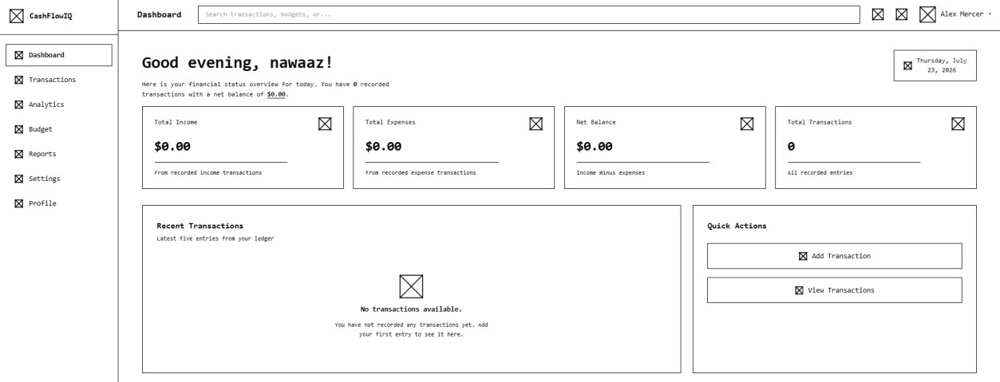 CashFlowIQ
Dashboard
Search transactions, budgets, or...
Alex Mercer
Dashboard
Transactions
Analytics
Budget
Reports
Settings
Profile
Good evening, nawaaz!
Here is your financial status overview for today. You have 0 recorded
transactions with a net balance of $0.00.
Thursday, July
23, 2026
Total Income
$0.00
From recorded income transactions
Total Expenses
$0.00
From recorded expense transactions
Net Balance
$0.00
Income minus expenses
Total Transactions
0
All recorded entries
Recent Transactions
Latest five entries from your ledger
No transactions available.
You have not recorded any transactions yet. Add
your first entry to see it here.
Quick Actions
Add Transaction
View Transactions